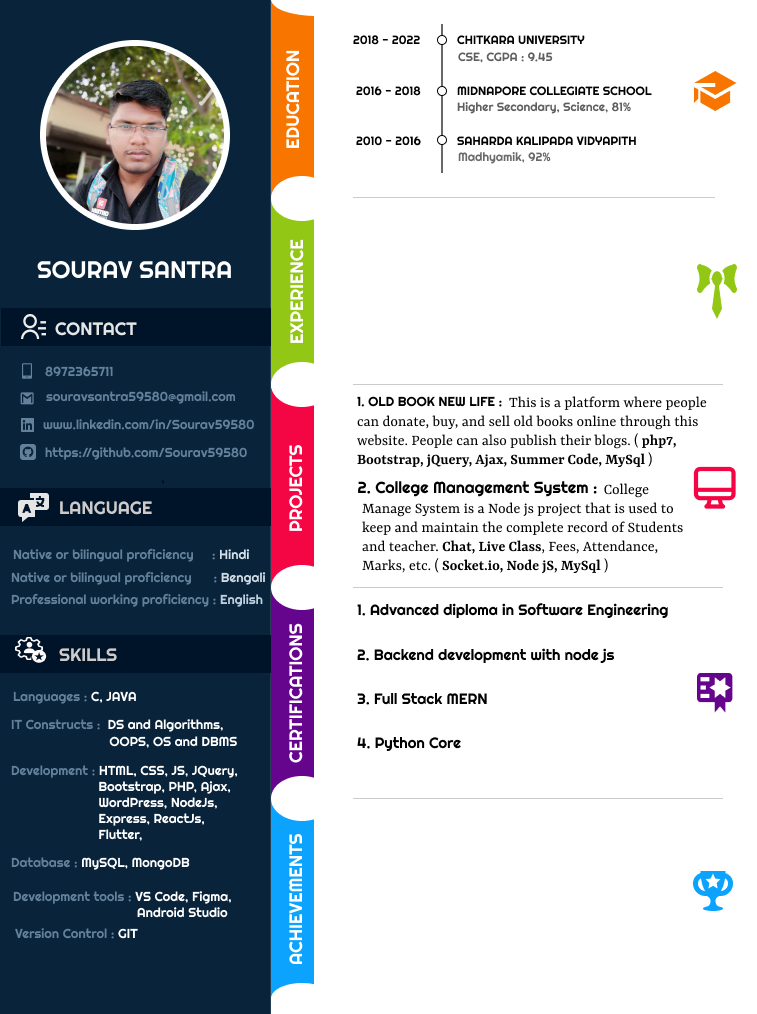 SOURAV SANTRA
CONTACT
8972365711
souravsantra59580@gmail.com
www.linkedin.com/in/Sourav59580
https://github.com/Sourav59580
LANGUAGE
Native or bilingual proficiency : Hindi
Native or bilingual proficiency : Bengali
Professional working proficiency : English
SKILLS
Languages : C, JAVA
IT Constructs : DS and Algorithms,
OOPS, OS and DBMS
Development : HTML, CSS, JS, JQuery,
Bootstrap, PHP, Ajax,
WordPress, NodeJs,
Express, ReactJs,
Flutter,
Database : MySQL, MongoDB
Development tools : VS Code, Figma,
Android Studio
Version Control : GIT
EDUCATION
2018 - 2022 CHITKARA UNIVERSITY
CSE, CGPA : 9.45
2016 - 2018 MIDNAPORE COLLEGIATE SCHOOL
Higher Secondary, Science, 81%
2010 - 2016 SAHARDA KALIPADA VIDYAPITH
Madhyamik, 92%
EXPERIENCE
PROJECTS
1. OLD BOOK NEW LIFE : This is a platform where people
can donate, buy, and sell old books online through this
website. People can also publish their blogs. ( php7,
Bootstrap, jQuery, Ajax, Summer Code, MySql )
2. College Management System : College
Manage System is a Node js project that is used to
keep and maintain the complete record of Students
and teacher. Chat, Live Class, Fees, Attendance,
Marks, etc. ( Socket.io, Node jS, MySql )
CERTIFICATIONS
1. Advanced diploma in Software Engineering
2. Backend development with node js
3. Full Stack MERN
4. Python Core
ACHIEVEMENTS